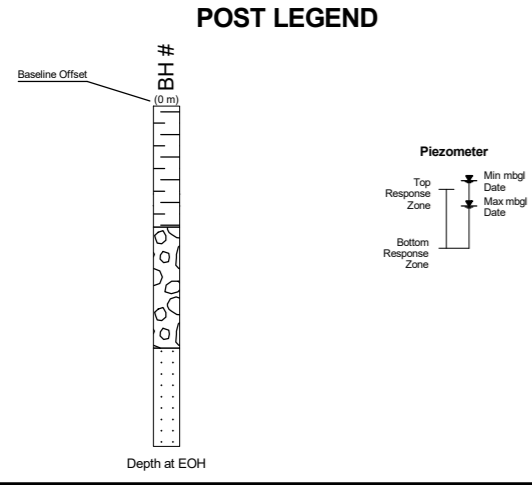 POST LEGEND
BH #
Baseline Offset
(0 m)
Depth at EOH
Piezometer
Top
Response
Zone
Min mbgl
Date
Max mbgl
Date
Bottom
Response
Zone